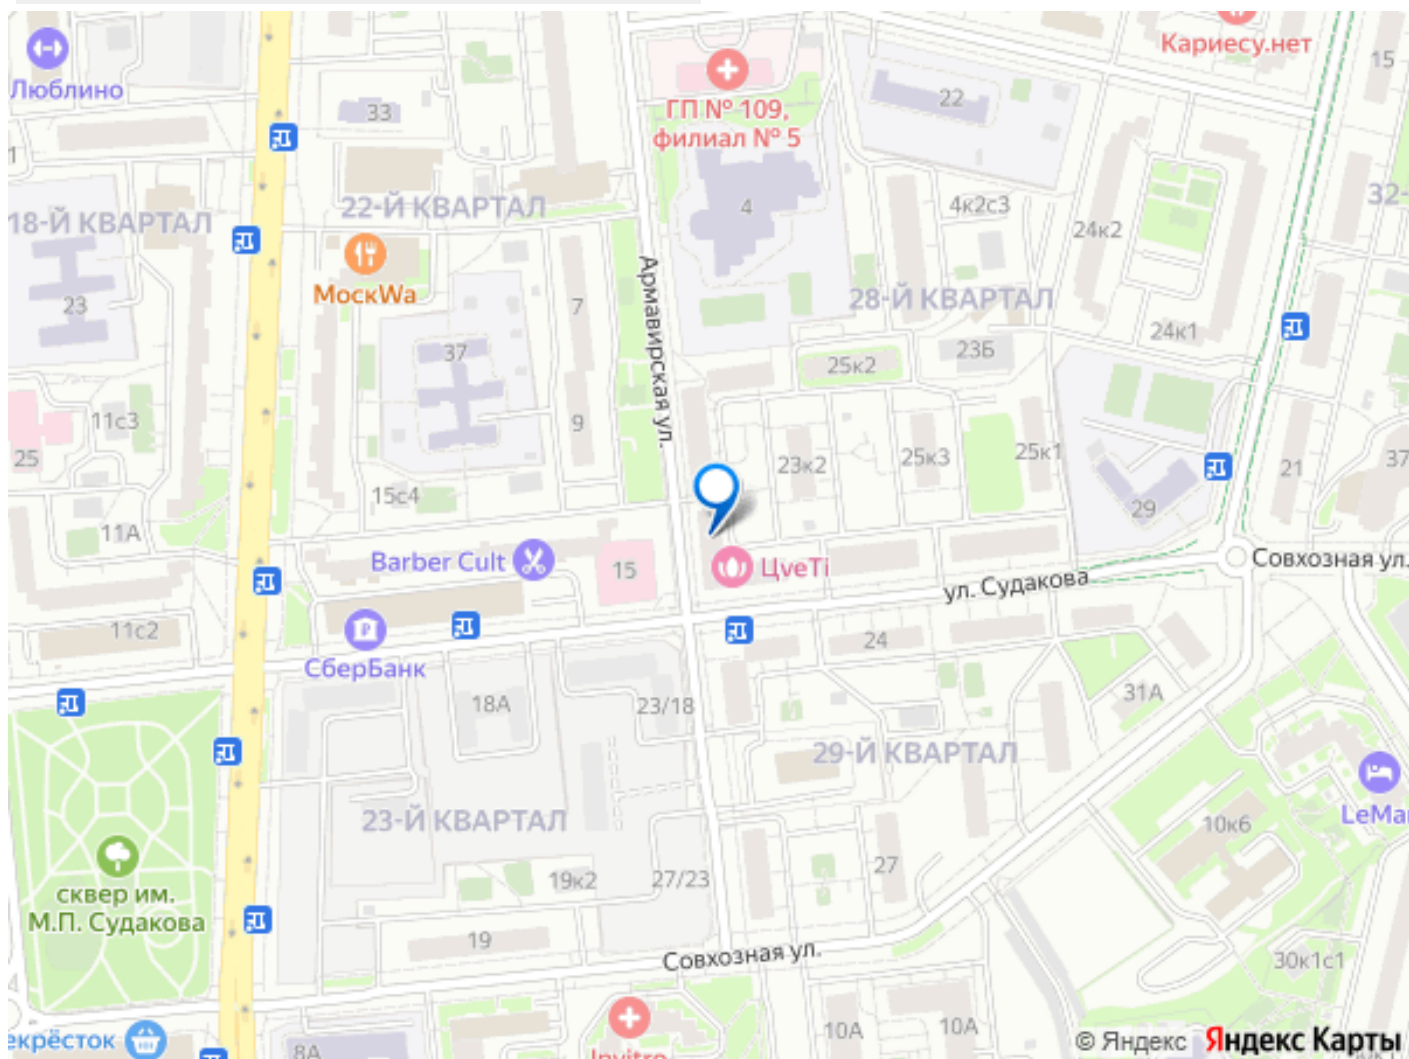 Кариесу.нет
15
Люблино
ГП № 109,
филиал № 5
33
22
22-Й КВАРТАЛ
18-Й КВАРТАЛ
4
4к2с3
32-
24к2
МоскWa
Армавирская ул.
28-Й КВАРТАЛ
23
7
37
24к1
23Б
25к2
11с3
9
25
23к2
25к3
25к1
21
37
15с4
29
11А
Barber Cult
15
ЦveTi
ул. Судакова
Совхозная ул.
11с2
СберБанк
24
18А
23/18
31А
29-Й КВАРТАЛ
23-Й КВАРТАЛ
LeMa
10к6
сквер им.
М.П. Судакова
19к2
27/23
27
19
Совхозная ул.
30к1с1
екрёсток
8А
Invitro
10А
10А
© Яндекс Яндекс Карты